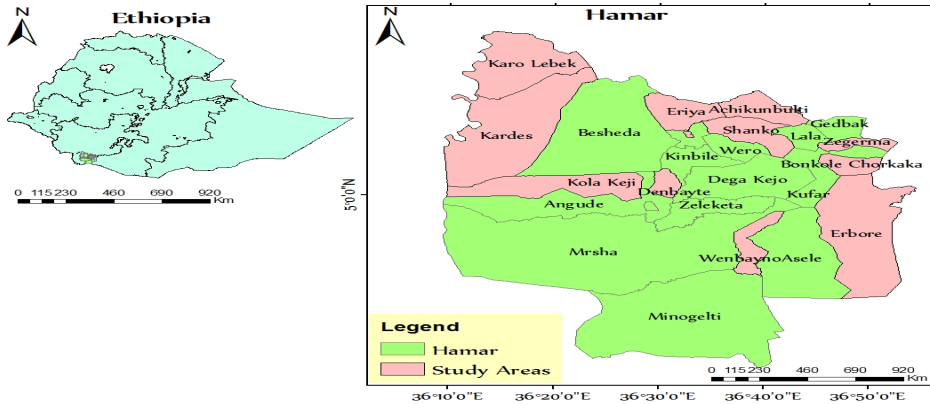 Ethiopia
N
0 115 230 460 690 920
Km
Hamar
N
5°0'0"N
Karo Lebek
Kardes
Besheda
Eriya
Achikunbulti
Gedbak
Shanko
Lala
Zegerma
Wero
Kinbile
Bonkole
Chorkaka
Kola Keji
Denbayte
Dega Kejo
Kufar
Angude
Zeleketa
Erbore
Mrsha
Wenbayno
Asele
Minogelti
Legend
Hamar
Study Areas
0 115 230 460 690 920
Km
36°10'0"E 36°20'0"E 36°30'0"E 36°40'0"E 36°50'0"E